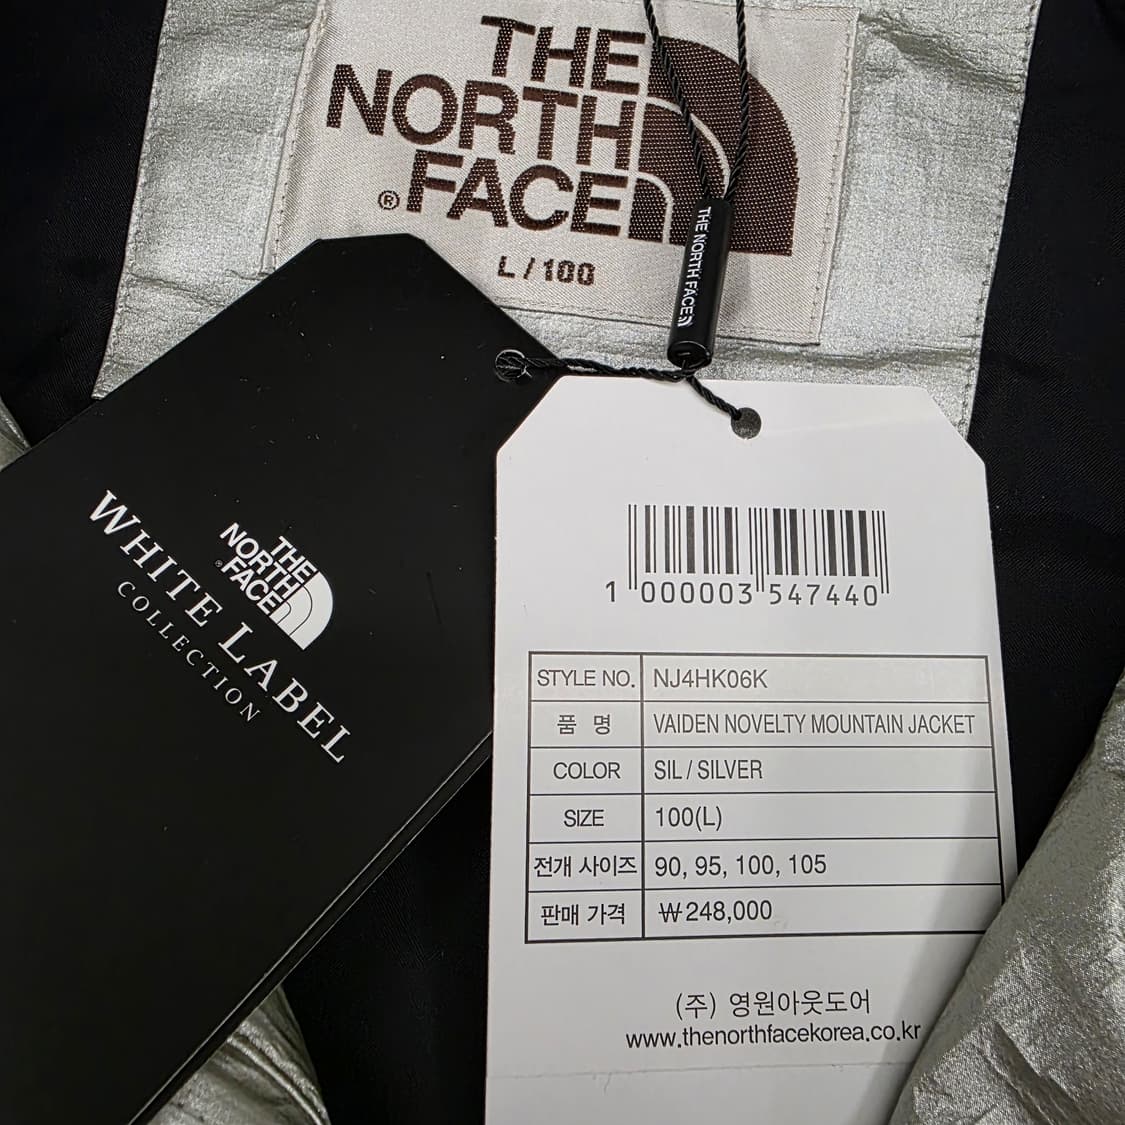 THE
NORTH
FACE
®
L / 100
THE NORTH FACE
THE
NORTH
FACE
®
WHITE LABEL
COLLECTION
1 000003 547440
STYLE NO. NJ4HK06K
품 명 VAIDEN NOVELTY MOUNTAIN JACKET
COLOR SIL / SILVER
SIZE 100(L)
전개 사이즈 90, 95, 100, 105
판매 가격 ₩248,000
(주) 영원아웃도어
www.thenorthfacekorea.co.kr